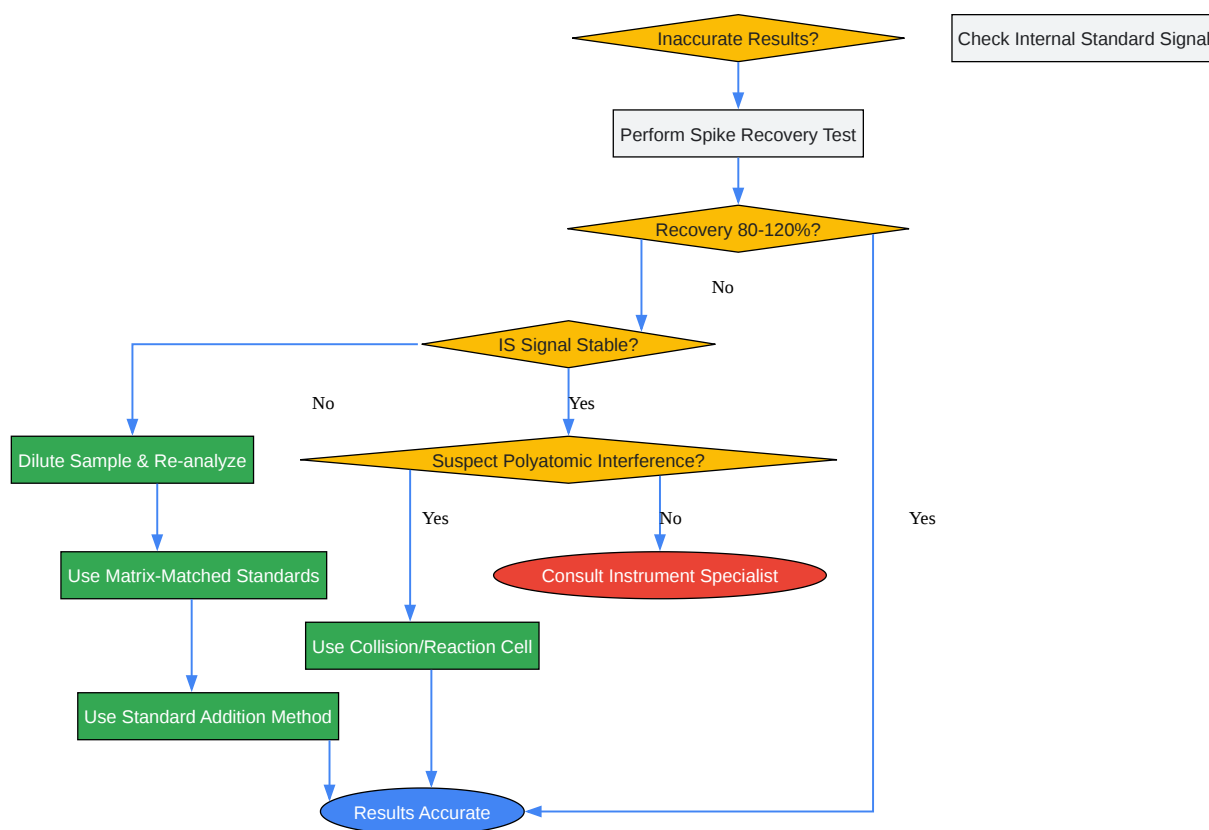 Inaccurate Results?
Check Internal Standard Signal
Perform Spike Recovery Test
Recovery 80-120%?
No
IS Signal Stable?
No
Yes
Dilute Sample & Re-analyze
Suspect Polyatomic Interference?
Yes
No
Yes
Use Matrix-Matched Standards
Consult Instrument Specialist
Use Collision/Reaction Cell
Use Standard Addition Method
Results Accurate